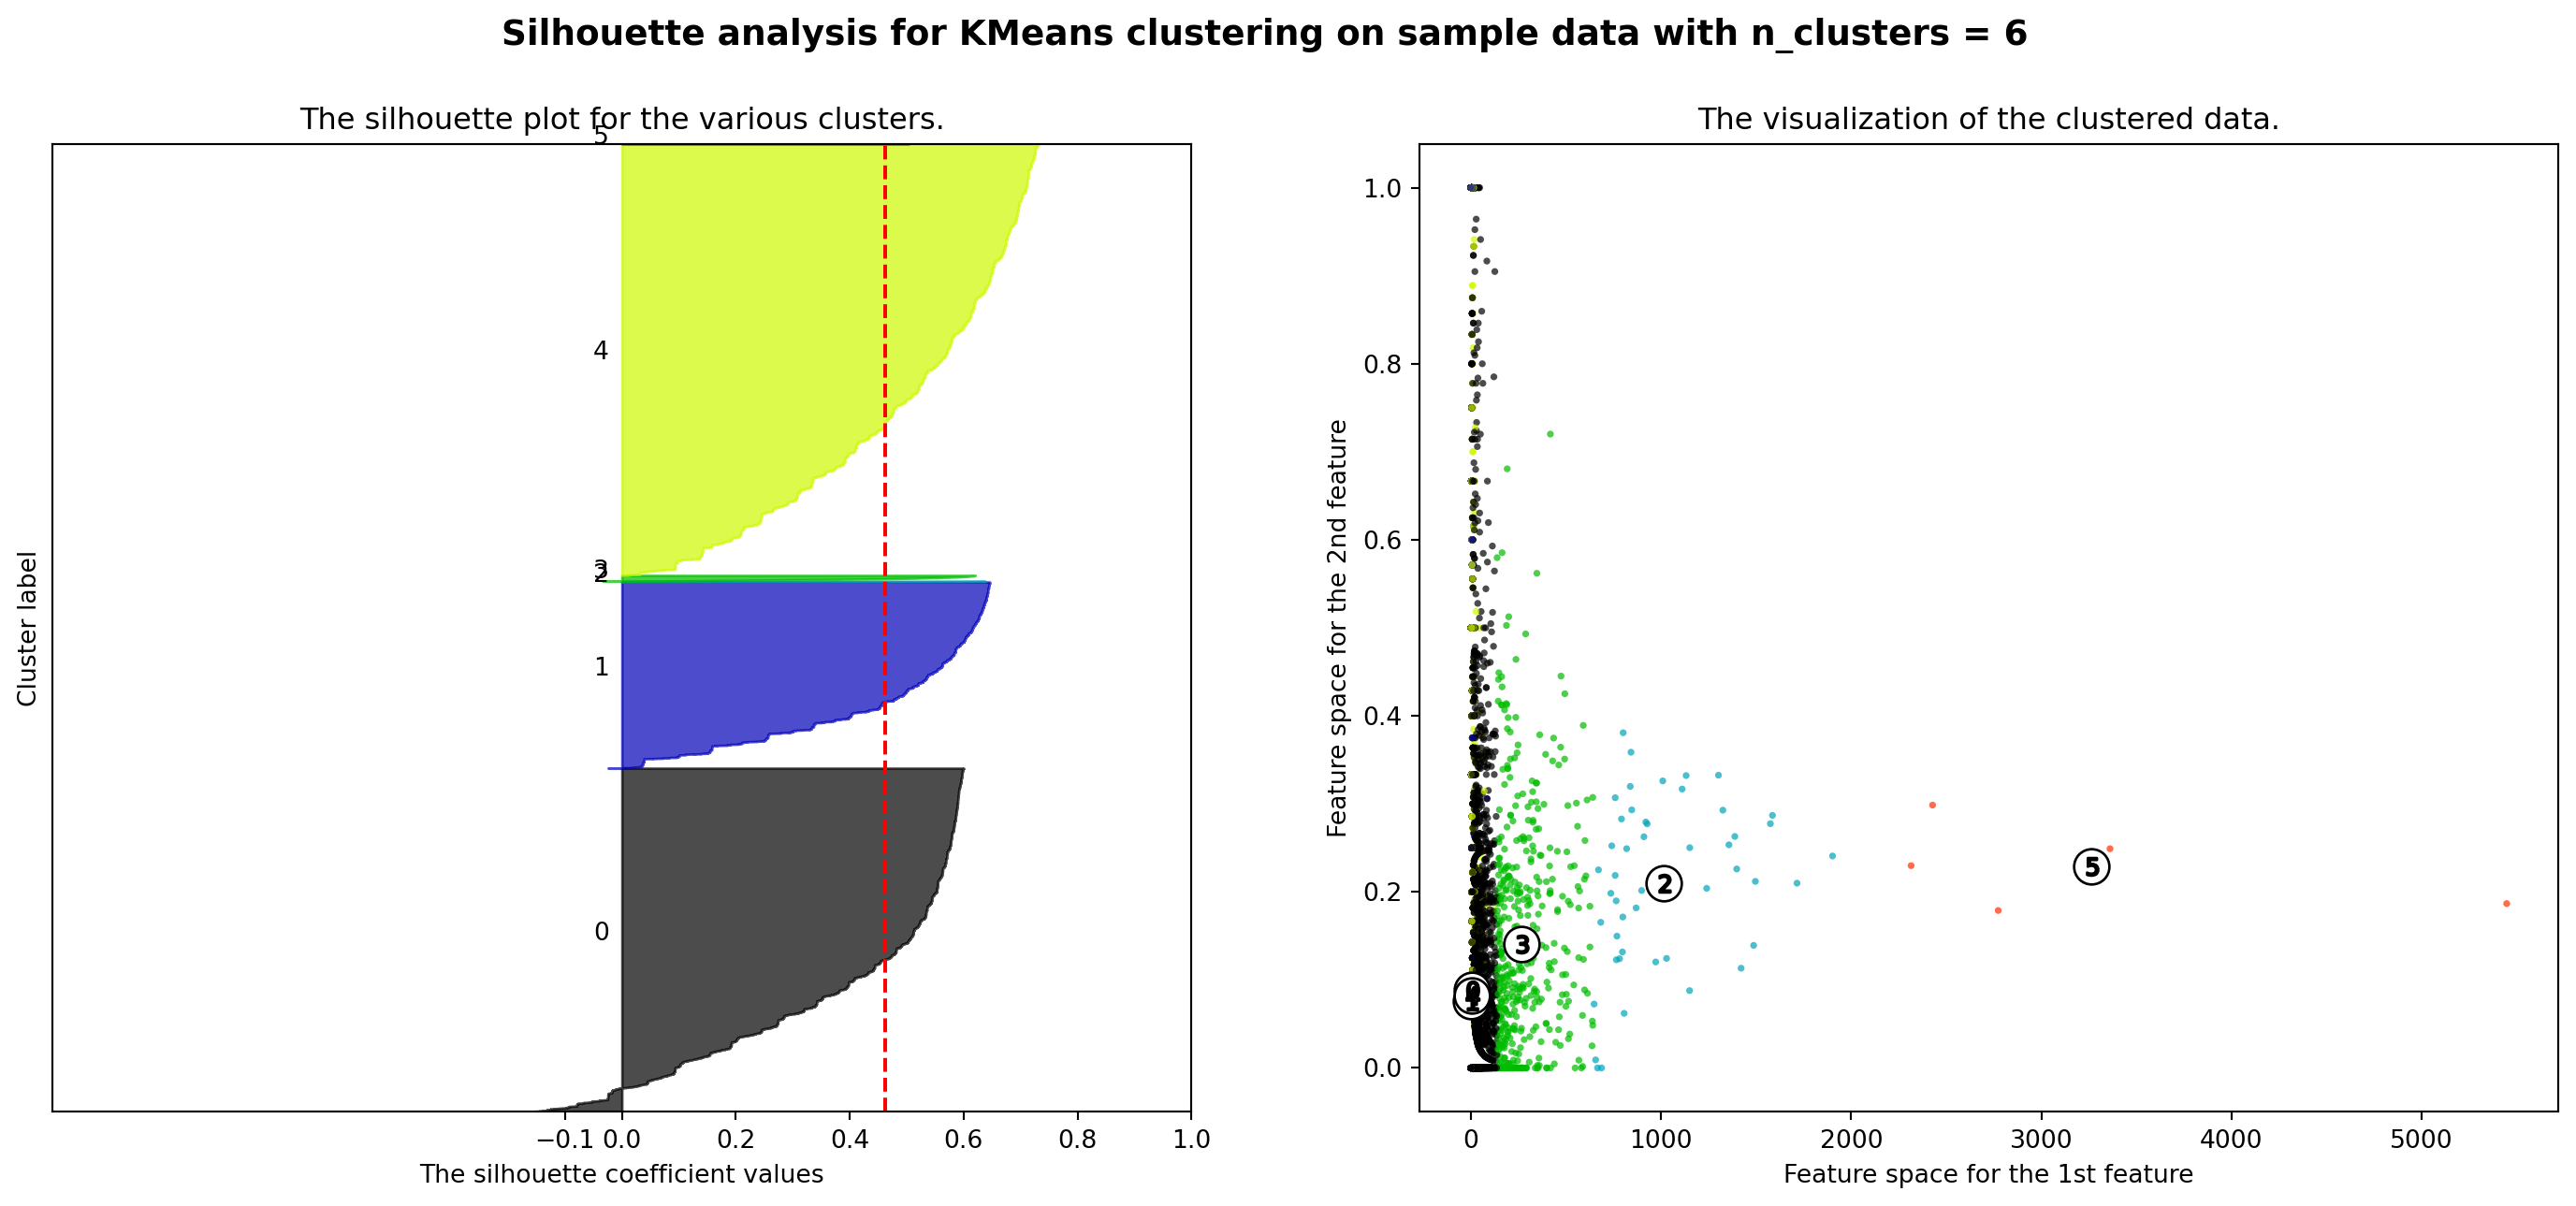 Silhouette analysis for KMeans clustering on sample data with n_clusters = 6
The silhouette plot for the various clusters.
5
4
3
2
1
0
Cluster label
−0.1 0.0 0.2 0.4 0.6 0.8 1.0
The silhouette coefficient values
The visualization of the clustered data.
1.0
0.8
0.6
0.4
0.2
0.0
Feature space for the 2nd feature
5
2
3
0
4
1
0 1000 2000 3000 4000 5000
Feature space for the 1st feature